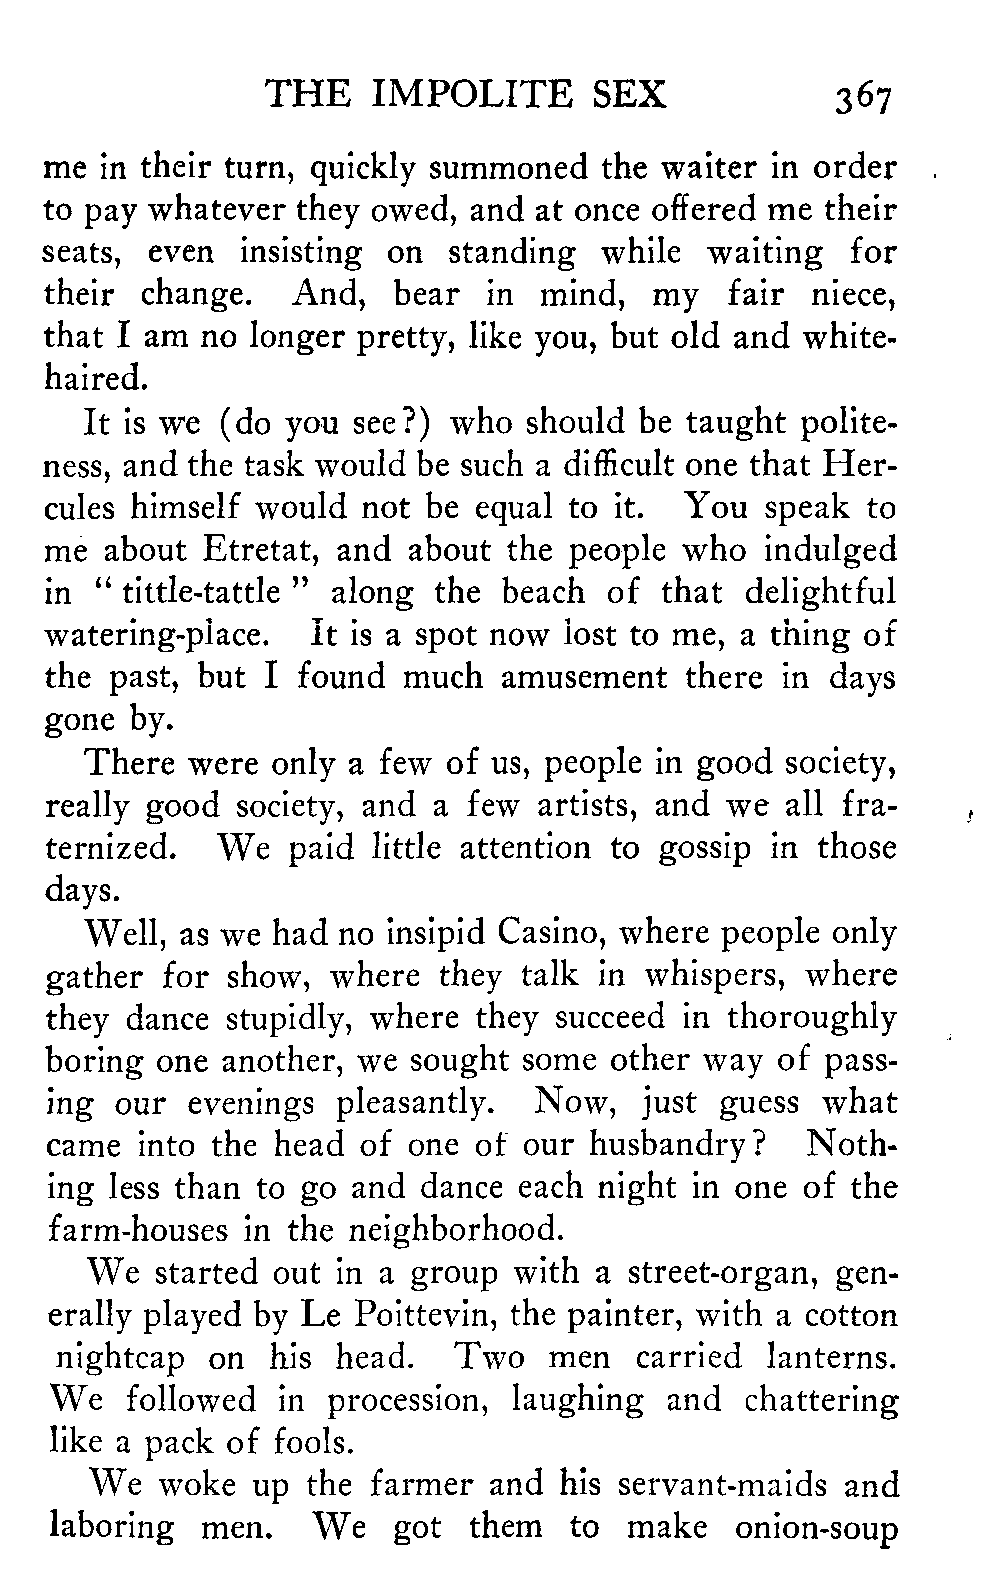 THE IMPOLITE SEX 367
me in their turn, quickly summoned the waiter in order
to pay whatever they owed, and at once offered me their
seats, even insisting on standing while waiting for
their change. And, bear in mind, my fair niece,
that I am no longer pretty, like you, but old and white-
haired.
It is we (do you see?) who should be taught polite-
ness, and the task would be such a difficult one that Her-
cules himself would not be equal to it. You speak to
me about Etretat, and about the people who indulged
in “ tittle-tattle ” along the beach of that delightful
watering-place. It is a spot now lost to me, a thing of
the past, but I found much amusement there in days
gone by.
There were only a few of us, people in good society,
really good society, and a few artists, and we all fra-
ternized. We paid little attention to gossip in those
days.
Well, as we had no insipid Casino, where people only
gather for show, where they talk in whispers, where
they dance stupidly, where they succeed in thoroughly
boring one another, we sought some other way of pass-
ing our evenings pleasantly. Now, just guess what
came into the head of one of our husbandry? Noth-
ing less than to go and dance each night in one of the
farm-houses in the neighborhood.
We started out in a group with a street-organ, gen-
erally played by Le Poittevin, the painter, with a cotton
nightcap on his head. Two men carried lanterns.
We followed in procession, laughing and chattering
like a pack of fools.
We woke up the farmer and his servant-maids and
laboring men. We got them to make onion-soup